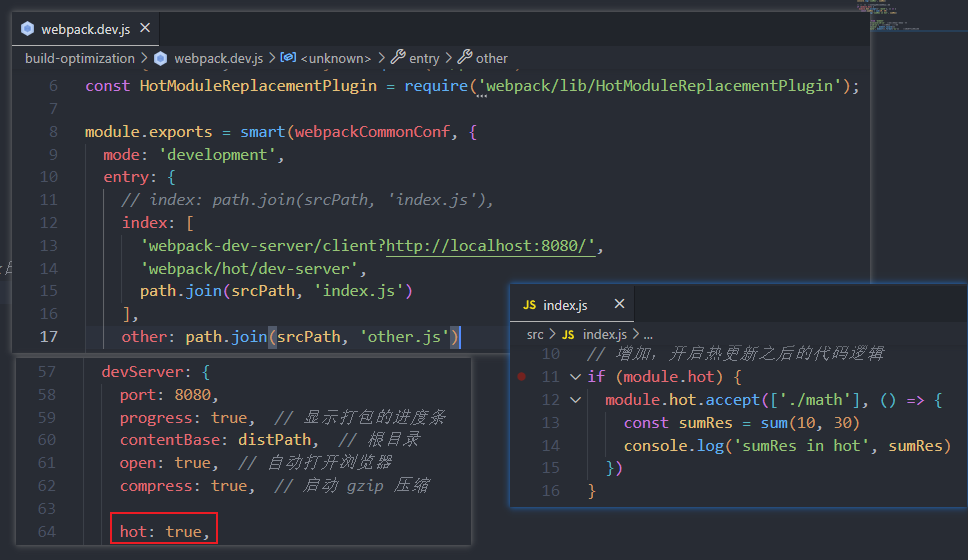 webpack.dev.js
build-optimization > webpack.dev.js > <unknown> > entry > other
6 const HotModuleReplacementPlugin = require('webpack/lib/HotModuleReplacementPlugin');
7
8 module.exports = smart(webpackCommonConf, {
9 mode: 'development',
10 entry: {
11 // index: path.join(srcPath, 'index.js'),
12 index: [
13 'webpack-dev-server/client?http://localhost:8080/',
14 'webpack/hot/dev-server',
15 path.join(srcPath, 'index.js')
16 ],
17 other: path.join(srcPath, 'other.js')
57 devServer: {
58 port: 8080,
59 progress: true, // 显示打包的进度条
60 contentBase: distPath, // 根目录
61 open: true, // 自动打开浏览器
62 compress: true, // 启动 gzip 压缩
63
64 hot: true,
JS index.js
src > JS index.js > ...
10 // 增加，开启热更新之后的代码逻辑
11 if (module.hot) {
12 module.hot.accept(['./math'], () => {
13 const sumRes = sum(10, 30)
14 console.log('sumRes in hot', sumRes)
15 })
16 }